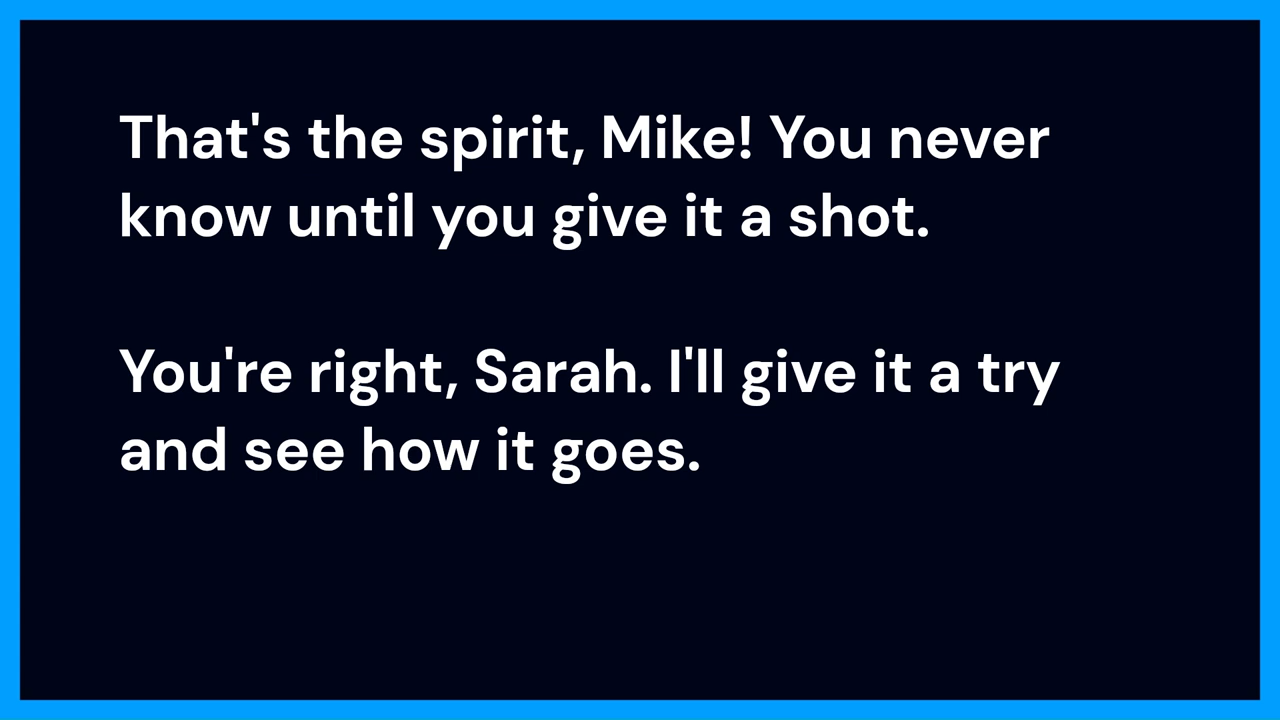 That's the spirit, Mike! You never
know until you give it a shot.
You're right, Sarah. I'll give it a try
and see how it goes.